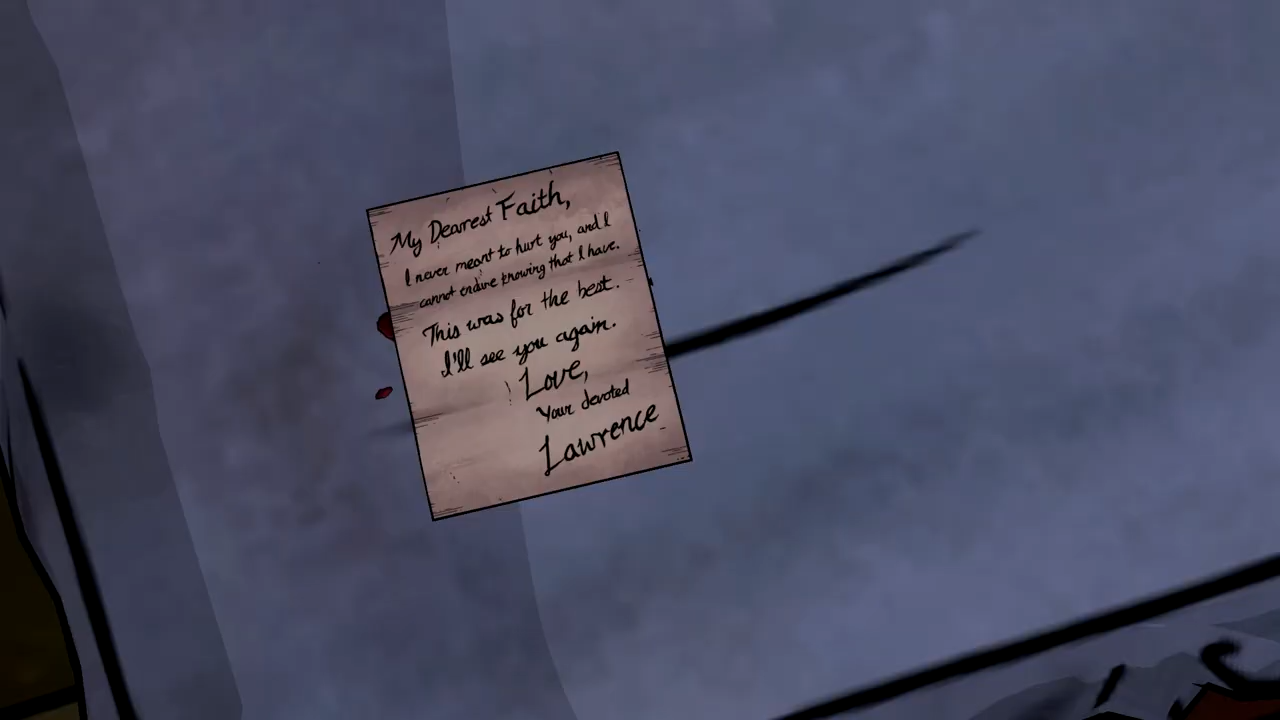 My Dearest Faith,
I never meant to hurt you, and I
cannot endure knowing that I have.
This was for the best.
I'll see you again.
Love,
Your devoted
Lawrence